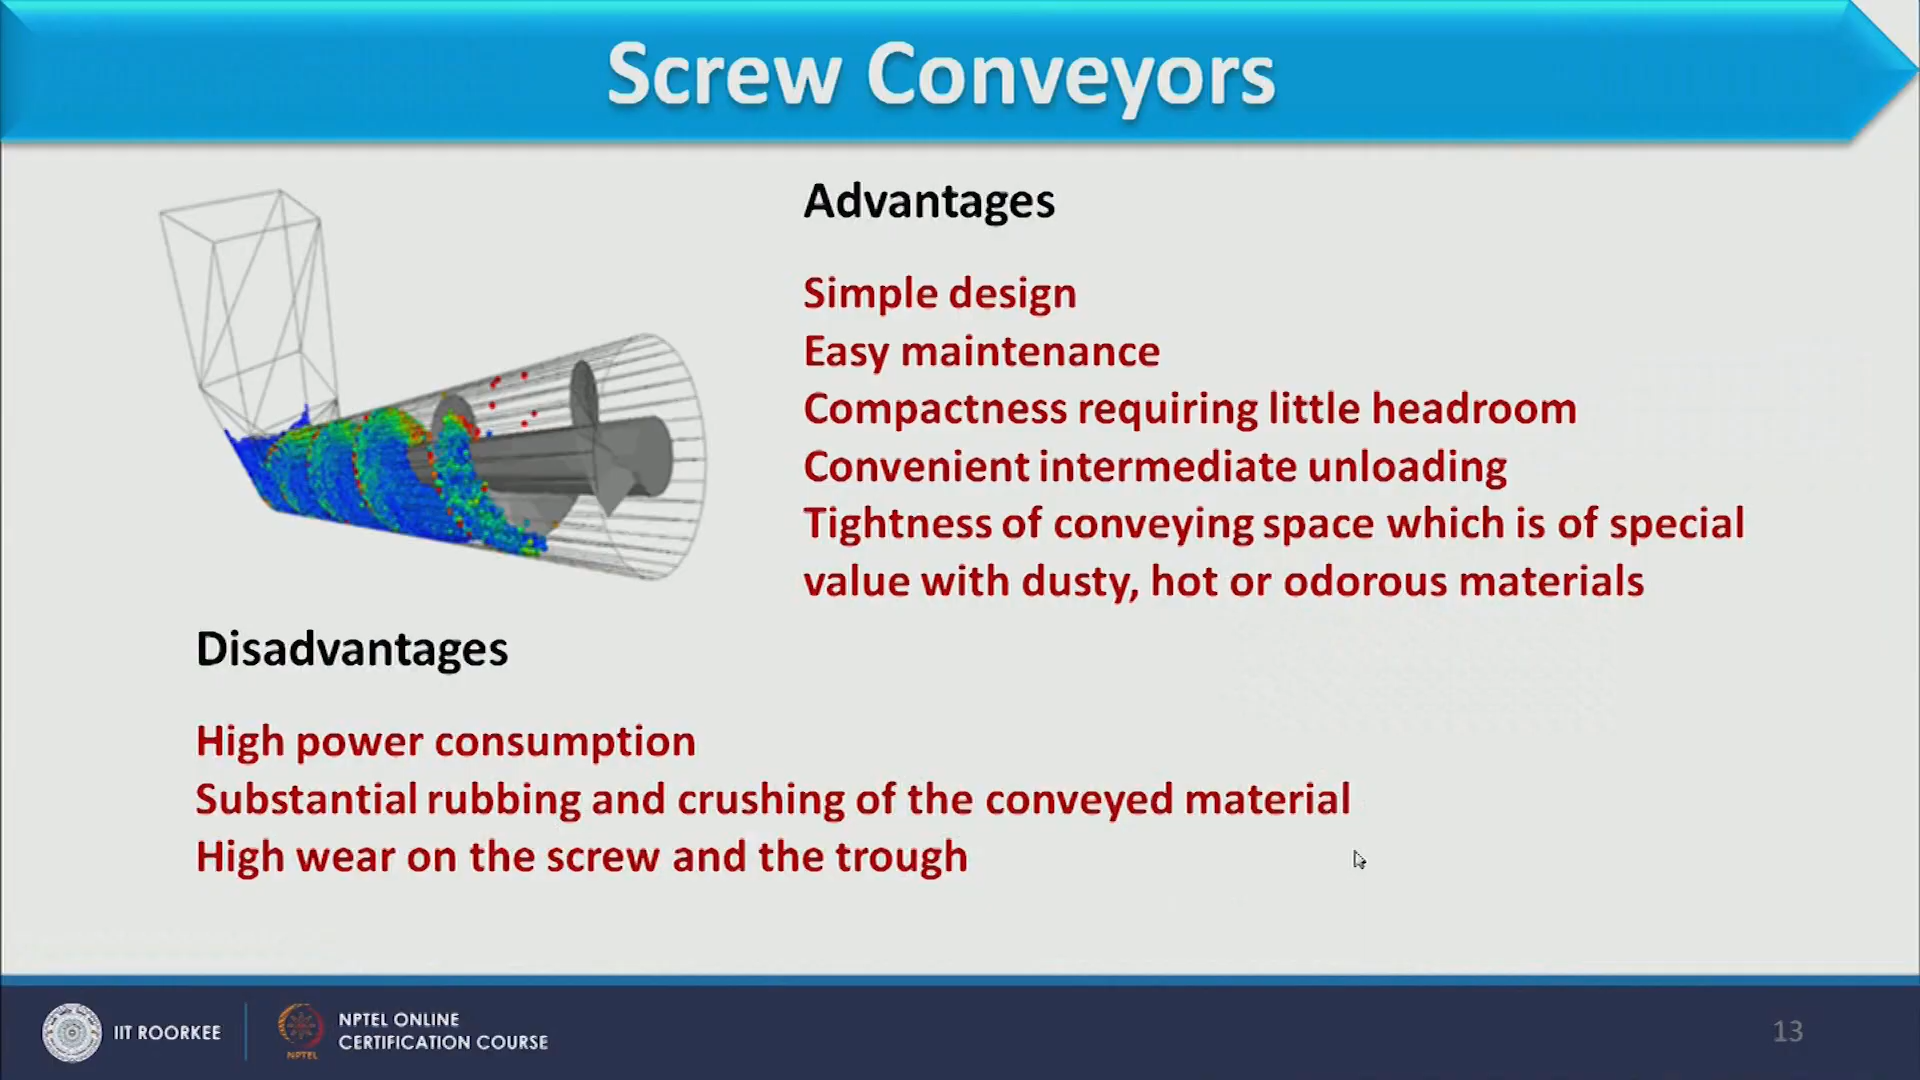 Screw Conveyors
Advantages
Simple design
Easy maintenance
Compactness requiring little headroom
Convenient intermediate unloading
Tightness of conveying space which is of special
value with dusty, hot or odorous materials
Disadvantages
High power consumption
Substantial rubbing and crushing of the conveyed material
High wear on the screw and the trough
IIT ROORKEE
NPTEL
NPTEL ONLINE
CERTIFICATION COURSE
13